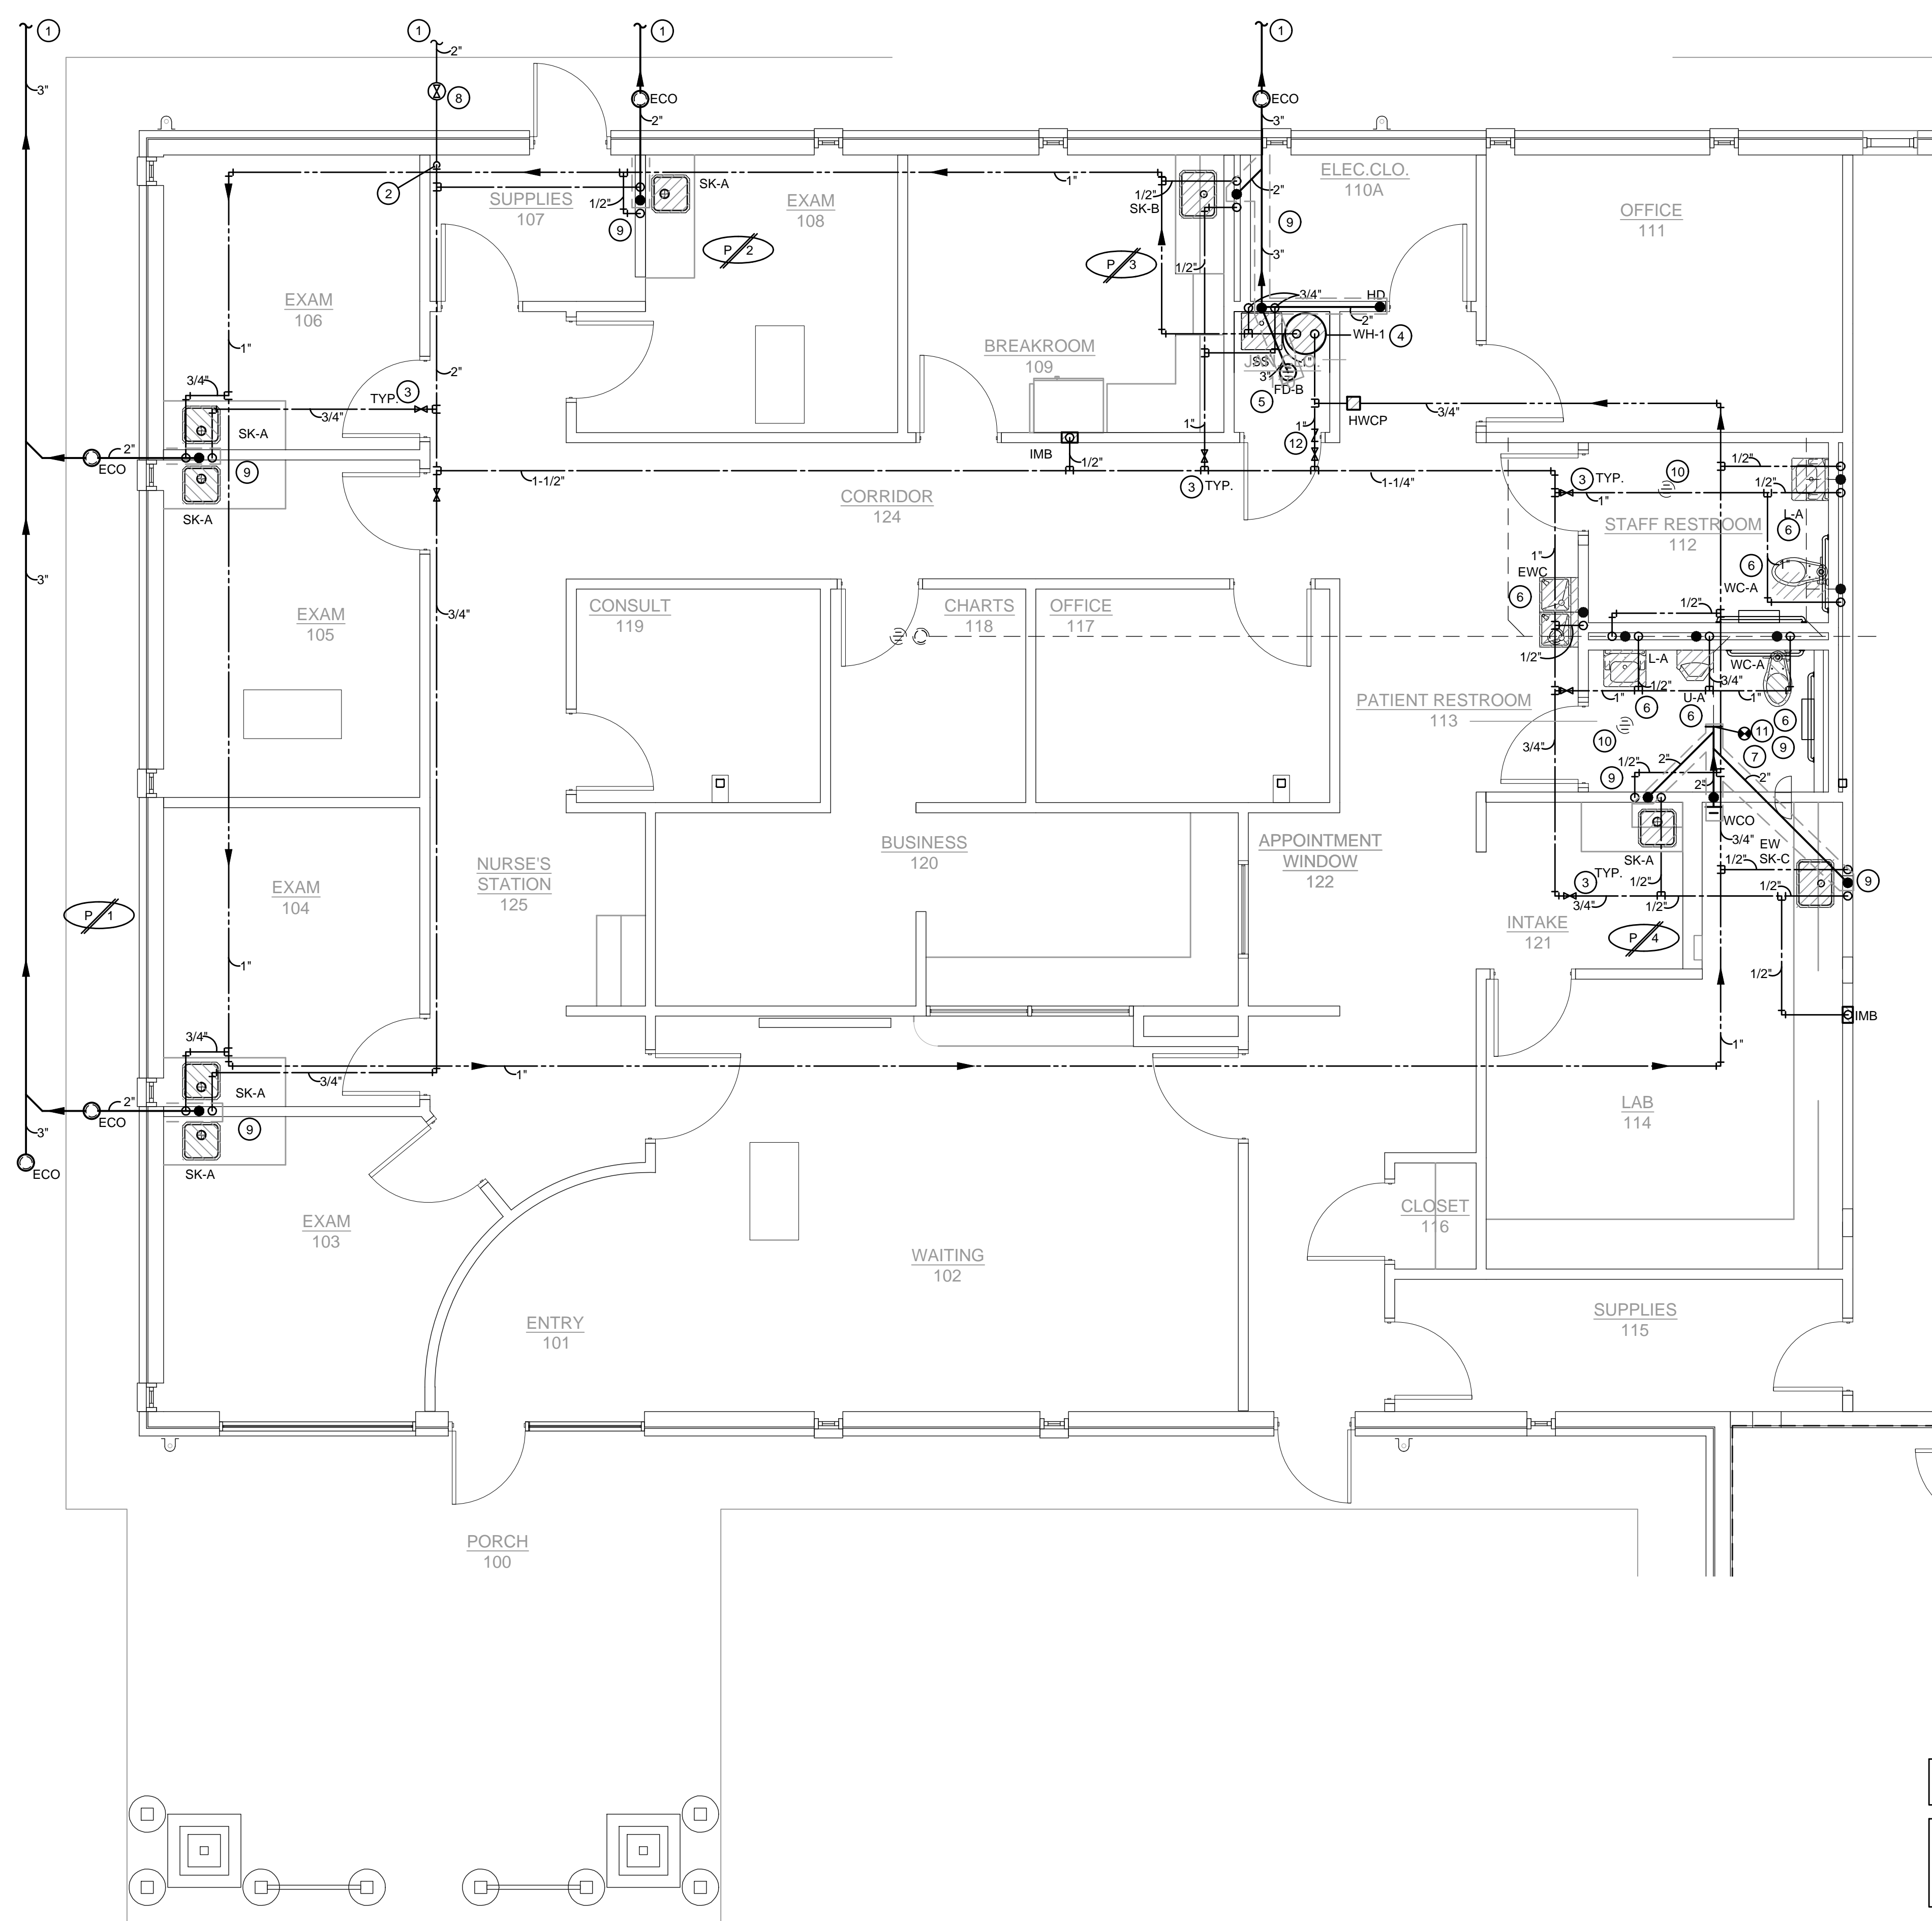 1
1
1
1
2"
3"
8
ECO
2"
ECO
3"
2
SUPPLIES
107
1/2"
9
SK-A
EXAM
108
P 2
1"
1/2"
SK-B
P 3
1/2"
2"
9
3"
ELEC.CLO.
110A
OFFICE
111
EXAM
106
1"
3/4"
HD
2"
WH-1
4
SS
3"
FD-B
5
BREAKROOM
109
2"
3/4"
TYP.
3
3/4"
SK-A
2"
ECO
9
SK-A
1"
1"
12
HWCP
3/4"
IMB
1/2"
3
TYP.
1-1/2"
1-1/4"
CORRIDOR
124
3
TYP.
10
1"
1/2"
1/2"
L-A
6
STAFF RESTROOM
112
6
1"
WC-A
1"
EWC
6
1/2"
1/2"
3"
EXAM
105
3/4"
CONSULT
119
CHARTS
118
OFFICE
117
PATIENT RESTROOM
113
L-A
1/2"
1"
6
U-A
6
3/4"
1"
WC-A
6
11
7
9
10
3/4"
9
1/2"
2"
2"
2"
WCO
3/4"
EXAM
104
P 1
1"
NURSE'S
STATION
125
BUSINESS
120
APPOINTMENT
WINDOW
122
SK-A
3
TYP.
3/4"
1/2"
1/2"
EW
SK-C
1/2"
1/2"
9
INTAKE
121
P 4
1/2"
IMB
1"
3/4"
3/4"
SK-A
1"
2"
ECO
9
SK-A
3"
ECO
LAB
114
EXAM
103
WAITING
102
CLOSET
116
ENTRY
101
SUPPLIES
115
PORCH
100